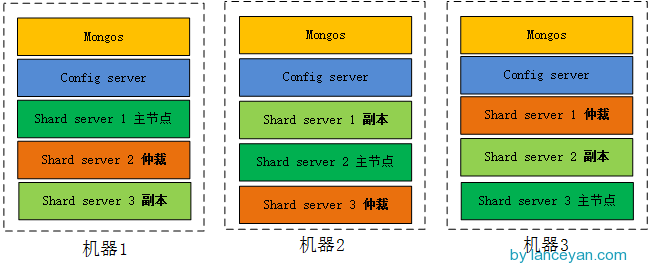 Mongos
Config server
Shard server 1 主节点
Shard server 2 仲裁
Shard server 3 副本
机器1
Mongos
Config server
Shard server 1 副本
Shard server 2 主节点
Shard server 3 仲裁
机器2
Mongos
Config server
Shard server 1 仲裁
Shard server 2 副本
Shard server 3 主节点
机器3
by lanceyan.com